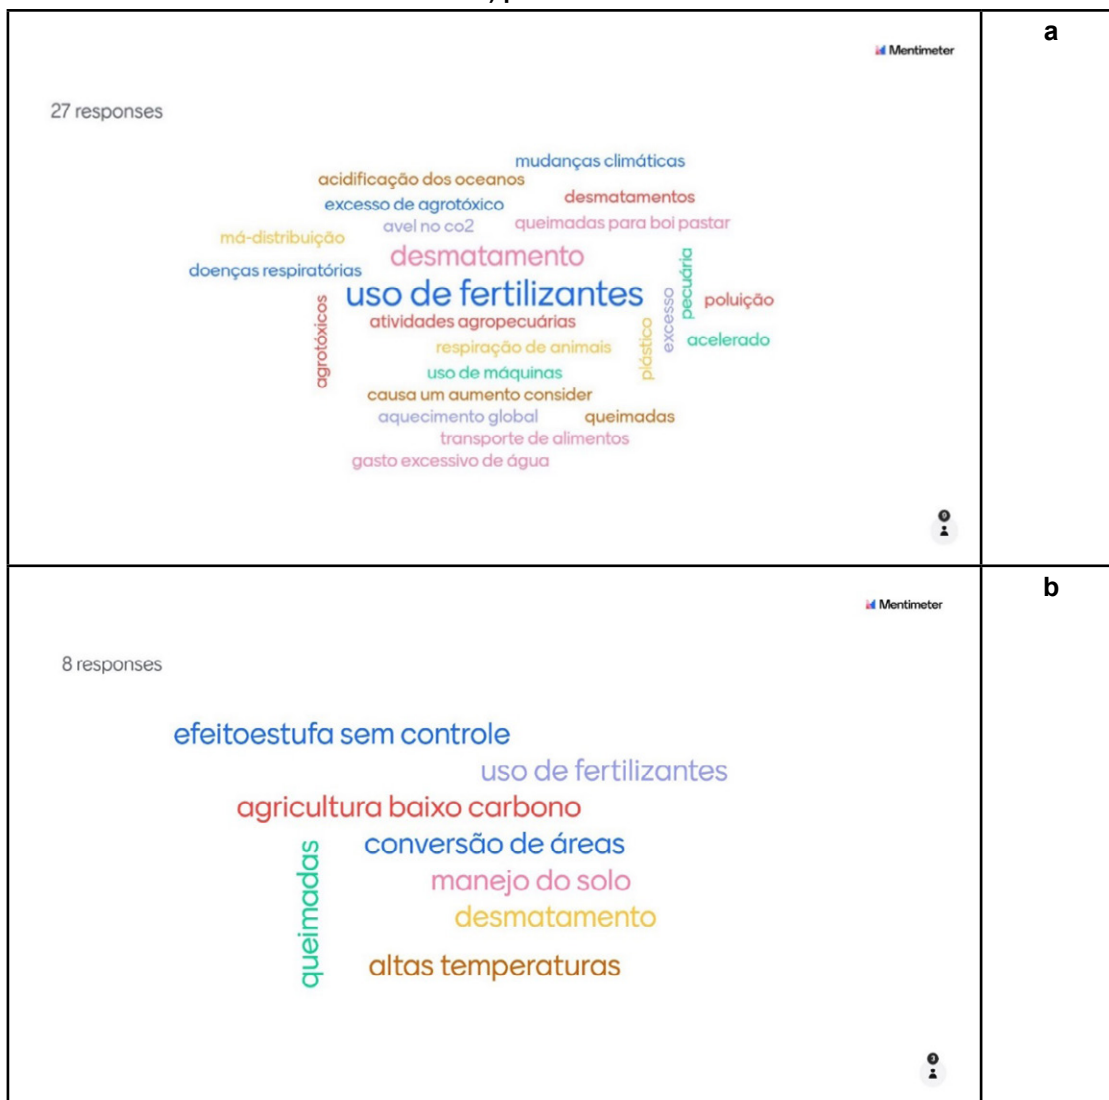 a
Mentimeter
27 responses
mudanças climáticas
acidificação dos oceanos
desmatamentos
excesso de agrotóxico
avel no co2
queimadas para boi pastar
má-distribuição
desmatamento
doenças respiratórias
uso de fertilizantes
pecuária
excesso
poluição
agrotóxicos
atividades agropecuárias
plástico
acelerado
respiração de animais
uso de máquinas
causa um aumento consider
aquecimento global
queimadas
transporte de alimentos
gasto excessivo de água
b
Mentimeter
8 responses
efeitoestufa sem controle
uso de fertilizantes
agricultura baixo carbono
conversão de áreas
queimadas
manejo do solo
desmatamento
altas temperaturas
3